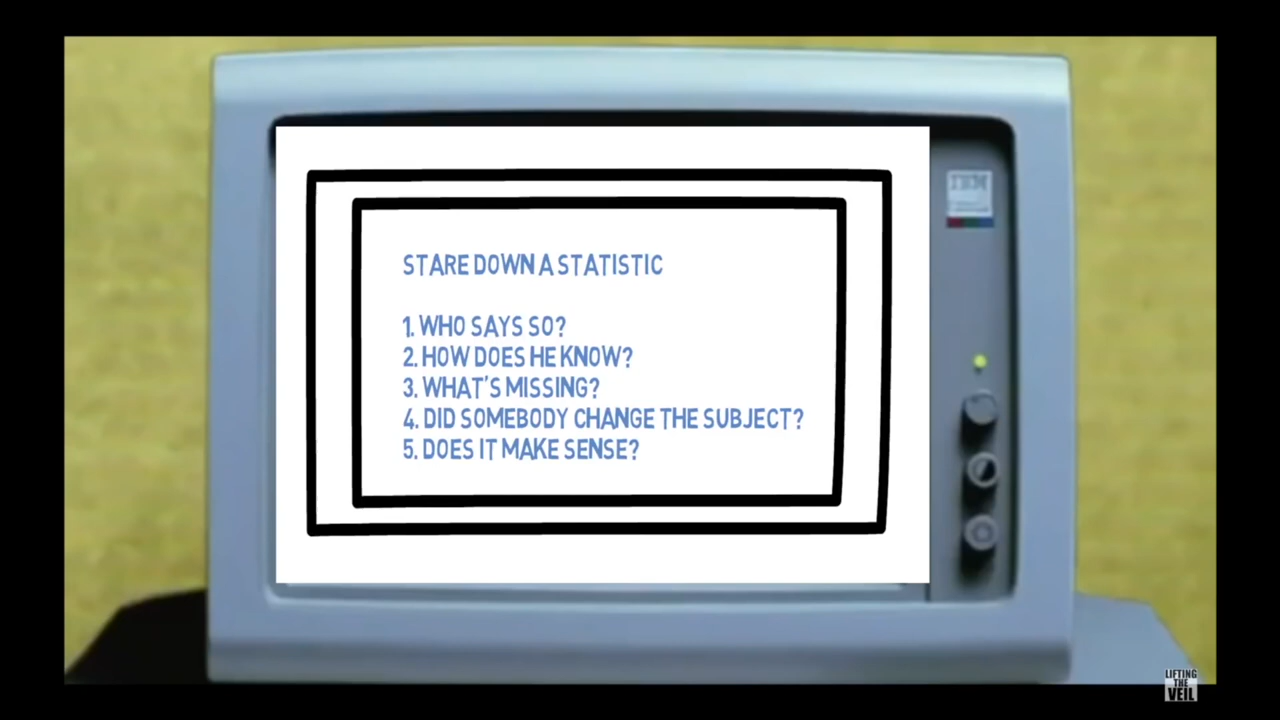 STARE DOWN A STATISTIC
1. WHO SAYS SO?
2. HOW DOES HE KNOW?
3. WHAT'S MISSING?
4. DID SOMEBODY CHANGE THE SUBJECT?
5. DOES IT MAKE SENSE?
IBM
LIFTING
THE
VEIL